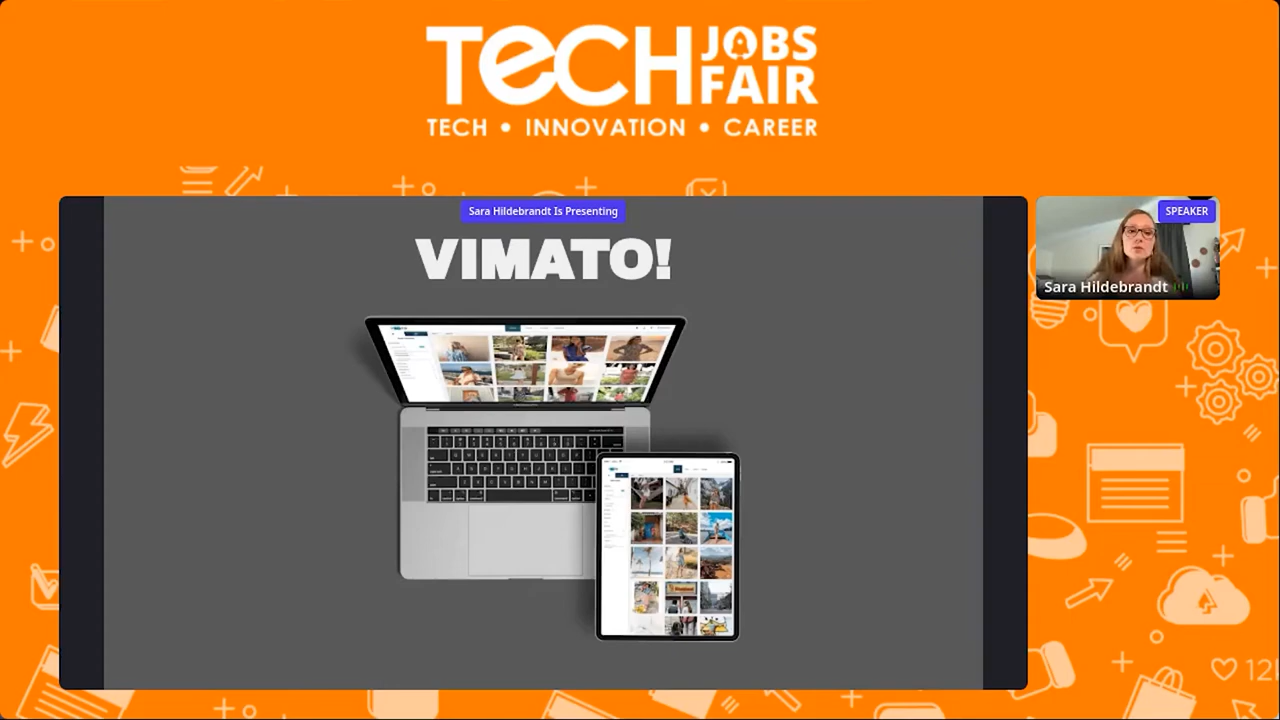 TECH JOBS FAIR
TECH • INNOVATION • CAREER
Sara Hildebrandt Is Presenting
VIMATO!
SPEAKER
Sara Hildebrandt